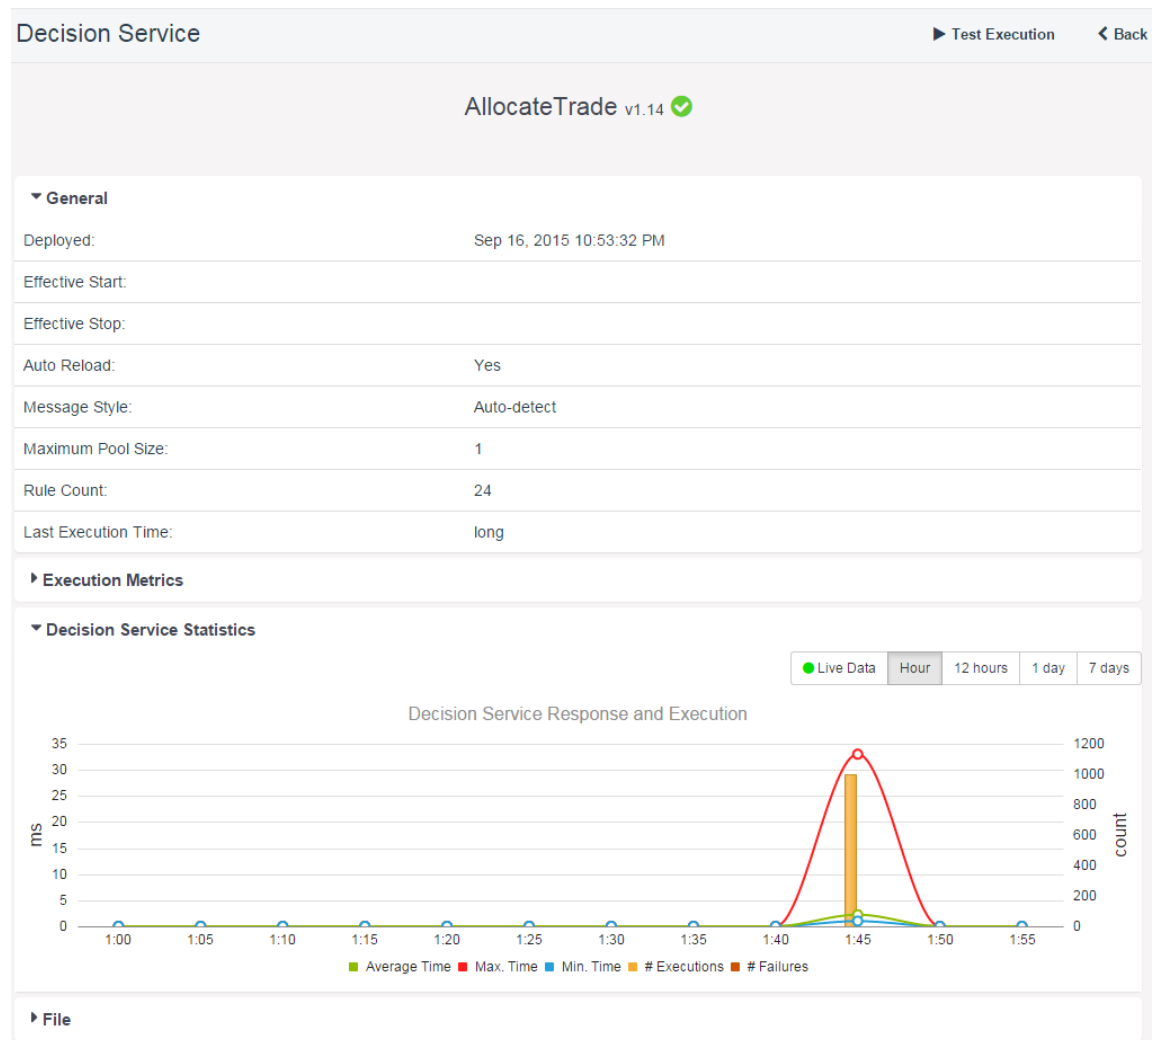 Decision Service
Test Execution
Back
AllocateTrade v1.14
General
Deployed: Sep 16, 2015 10:53:32 PM
Effective Start:
Effective Stop:
Auto Reload: Yes
Message Style: Auto-detect
Maximum Pool Size: 1
Rule Count: 24
Last Execution Time: long
Execution Metrics
Decision Service Statistics
Live Data Hour 12 hours 1 day 7 days
Decision Service Response and Execution
35 1200
30 1000
25 800
20 600
15 400
10 200
5 0
0
ms
count
1:00 1:05 1:10 1:15 1:20 1:25 1:30 1:35 1:40 1:45 1:50 1:55
Average Time Max. Time Min. Time # Executions # Failures
File